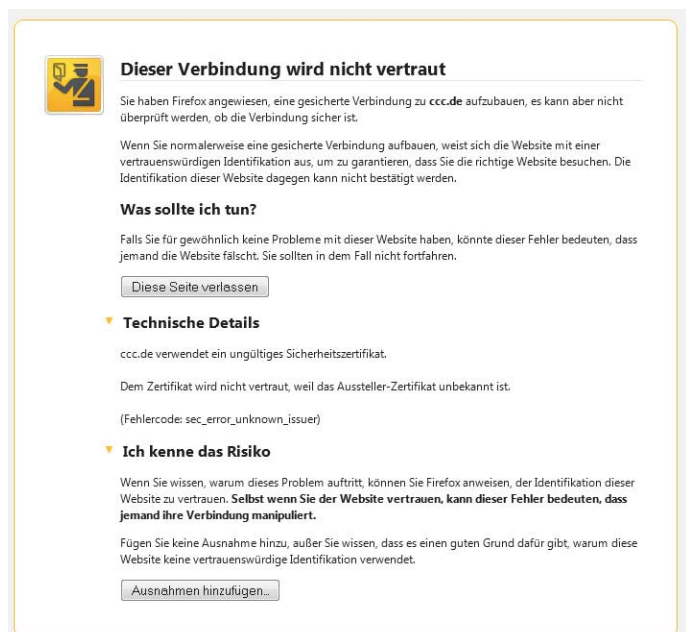 Dieser Verbindung wird nicht vertraut
Sie haben Firefox angewiesen, eine gesicherte Verbindung zu ccc.de aufzubauen, es kann aber nicht
überprüft werden, ob die Verbindung sicher ist.
Wenn Sie normalerweise eine gesicherte Verbindung aufbauen, weist sich die Website mit einer
vertrauenswürdigen Identifikation aus, um zu garantieren, dass Sie die richtige Website besuchen. Die
Identifikation dieser Website dagegen kann nicht bestätigt werden.
Was sollte ich tun?
Falls Sie für gewöhnlich keine Probleme mit dieser Website haben, könnte dieser Fehler bedeuten, dass
jemand die Website fälscht. Sie sollten in dem Fall nicht fortfahren.
Diese Seite verlassen
Technische Details
ccc.de verwendet ein ungültiges Sicherheitszertifikat.
Dem Zertifikat wird nicht vertraut, weil das Aussteller-Zertifikat unbekannt ist.
(Fehlercode: sec_error_unknown_issuer)
Ich kenne das Risiko
Wenn Sie wissen, warum dieses Problem auftritt, können Sie Firefox anweisen, der Identifikation dieser
Website zu vertrauen. Selbst wenn Sie der Website vertrauen, kann dieser Fehler bedeuten, dass
jemand ihre Verbindung manipuliert.
Fügen Sie keine Ausnahme hinzu, außer Sie wissen, dass es einen guten Grund dafür gibt, warum diese
Website keine vertrauenswürdige Identifikation verwendet.
Ausnahmen hinzufügen...